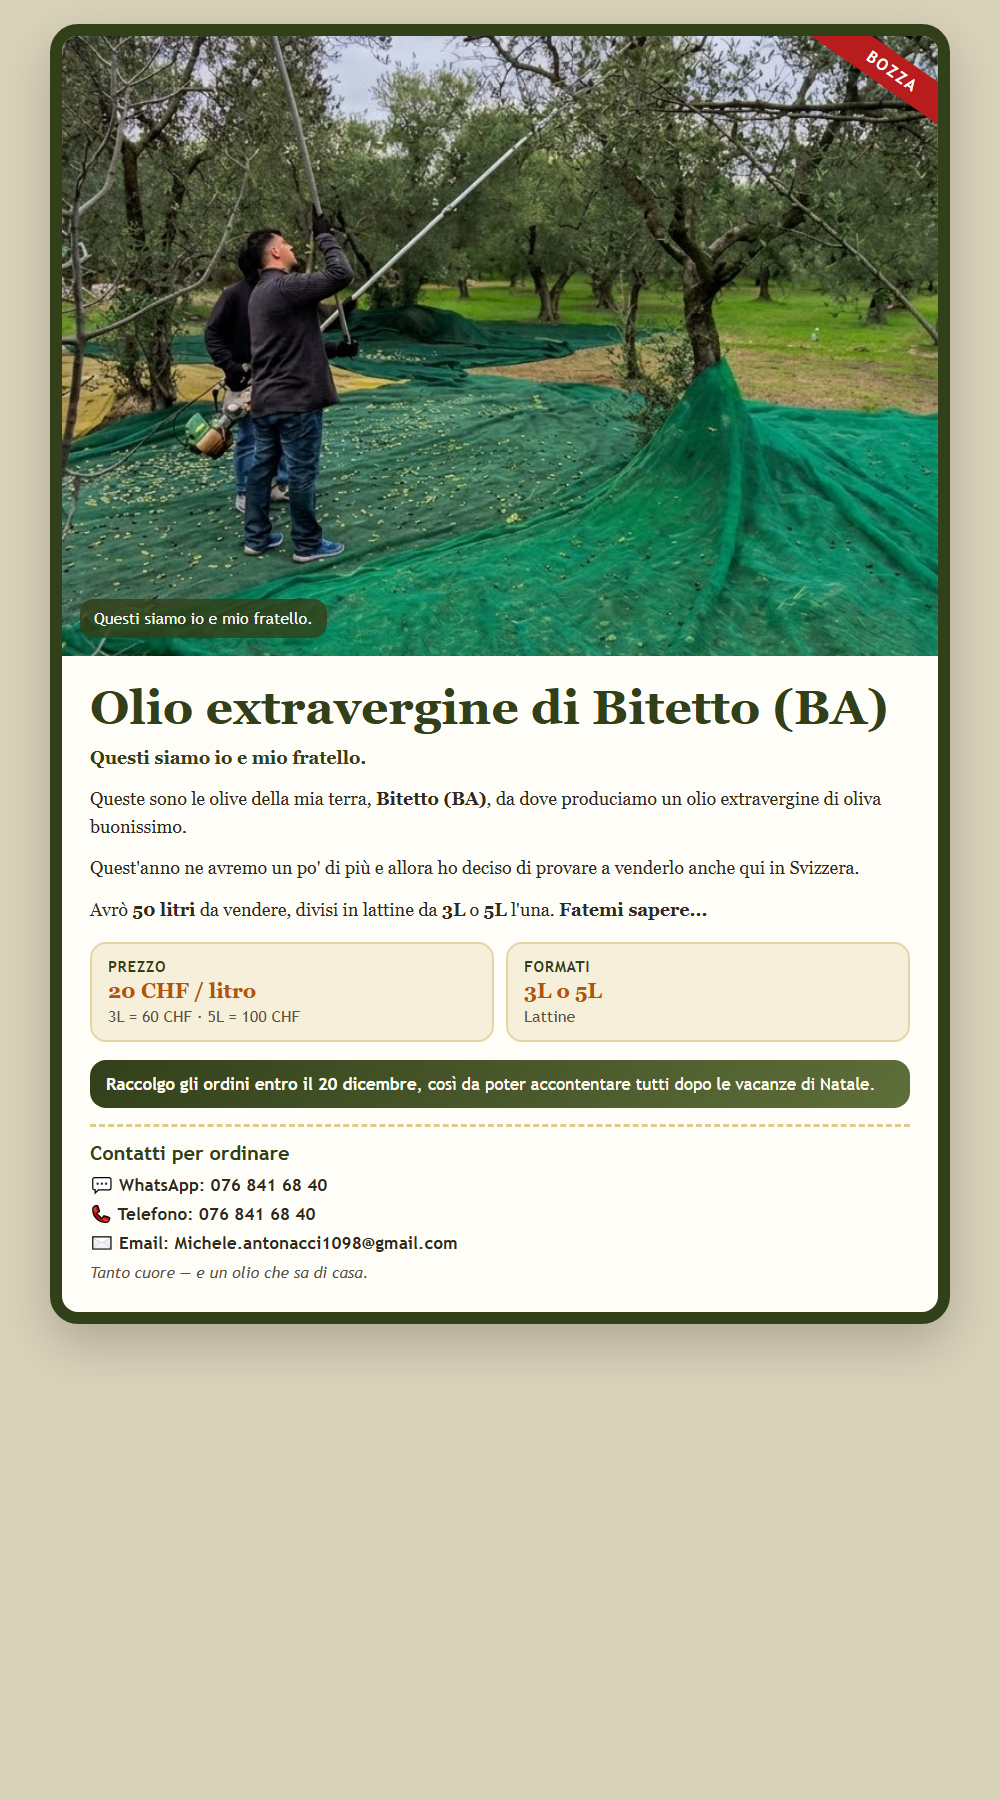 BOZZA
Questi siamo io e mio fratello.
Olio extravergine di Bitetto (BA)
Questi siamo io e mio fratello.
Queste sono le olive della mia terra, Bitetto (BA), da dove produciamo un olio extravergine di oliva
buonissimo.
Quest'anno ne avremo un po' di più e allora ho deciso di provare a venderlo anche qui in Svizzera.
Avrò 50 litri da vendere, divisi in lattine da 3L o 5L l'una. Fatemi sapere...
PREZZO
20 CHF / litro
3L = 60 CHF · 5L = 100 CHF
FORMATI
3L o 5L
Lattine
Raccolgo gli ordini entro il 20 dicembre, così da poter accontentare tutti dopo le vacanze di Natale.
Contatti per ordinare
💬 WhatsApp: 076 841 68 40
📞 Telefono: 076 841 68 40
✉️ Email: Michele.antonacci1098@gmail.com
Tanto cuore — e un olio che sa di casa.